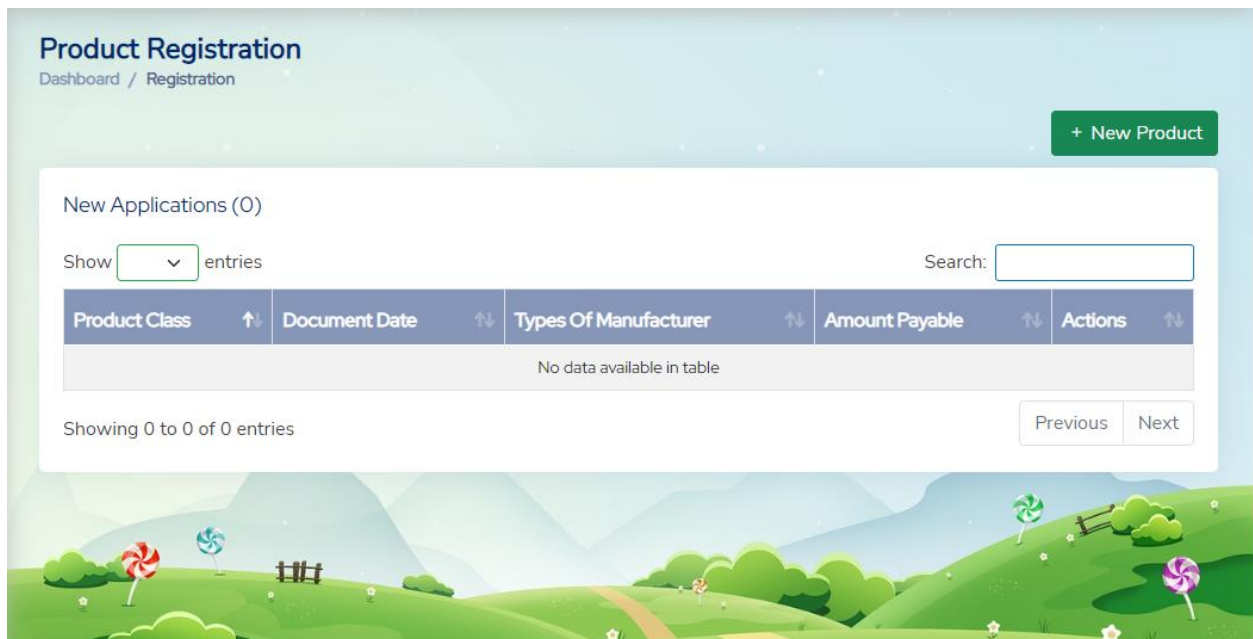 Product Registration
Dashboard / Registration
+ New Product
New Applications (0)
Show entries
Search:
Product Class Document Date Types Of Manufacturer Amount Payable Actions
No data available in table
Showing 0 to 0 of 0 entries
Previous Next